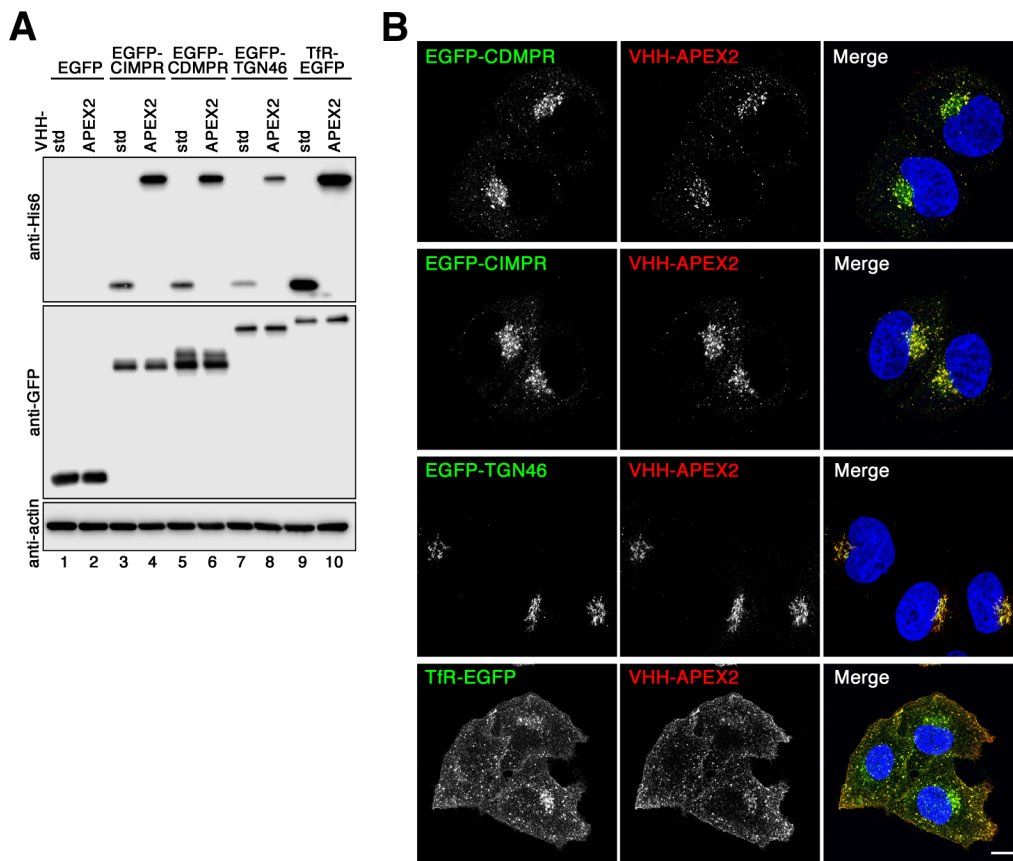 A
EGFP
EGFP-
CIMPR
EGFP-
CDMPR
EGFP-
TGN46
TfR-
EGFP
VHH-
std
APEX2
std
APEX2
std
APEX2
std
APEX2
std
APEX2
anti-His6
anti-GFP
anti-actin
1 2 3 4 5 6 7 8 9 10
B
EGFP-CDMPR VHH-APEX2 Merge
EGFP-CIMPR VHH-APEX2 Merge
EGFP-TGN46 VHH-APEX2 Merge
TfR-EGFP VHH-APEX2 Merge